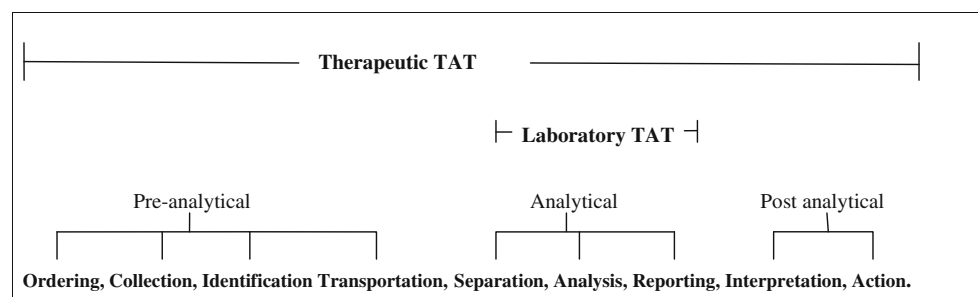 Therapeutic TAT
Laboratory TAT
Pre-analytical Analytical Post analytical
Ordering, Collection, Identification Transportation, Separation, Analysis, Reporting, Interpretation, Action.